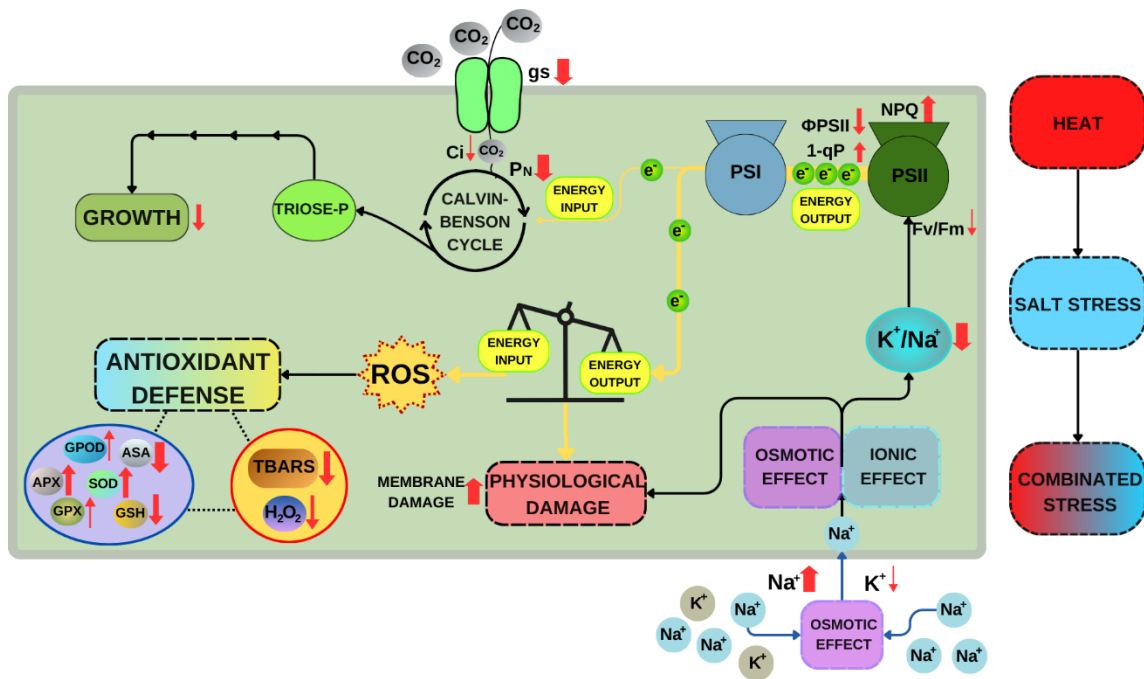 CO₂
CO₂
CO₂
gs
Ci
CO₂
PN
CALVIN-
BENSON
CYCLE
TRIOSE-P
GROWTH
ENERGY
INPUT
e-
PSI
ΦPSII
1-qP
NPQ
e- e- e-
ENERGY
OUTPUT
PSII
Fv/Fm
e-
e-
K+/Na+
ENERGY
INPUT
ENERGY
OUTPUT
ROS
ANTIOXIDANT
DEFENSE
GPOD
ASA
APX
SOD
GPX
GSH
TBARS
H₂O₂
MEMBRANE
DAMAGE
PHYSIOLOGICAL
DAMAGE
OSMOTIC
EFFECT
IONIC
EFFECT
Na+
Na+
K+
K+
Na+
Na+
Na+
K+
OSMOTIC
EFFECT
Na+
Na+
Na+
HEAT
SALT STRESS
COMBINATED
STRESS